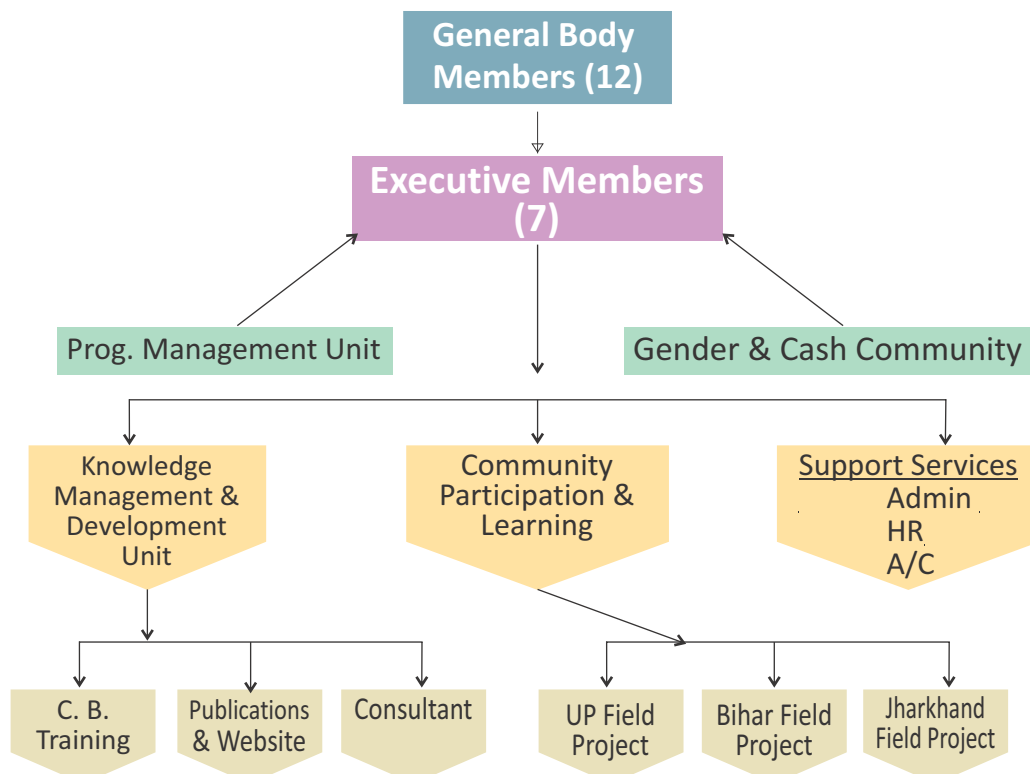 General Body
Members (12)
Executive Members
(7)
Prog. Management Unit
Gender & Cash Community
Knowledge
Management &
Development
Unit
Community
Participation &
Learning
Support Services
Admin
HR
A/C
C. B.
Training
Publications
& Website
Consultant
UP Field
Project
Bihar Field
Project
Jharkhand
Field Project